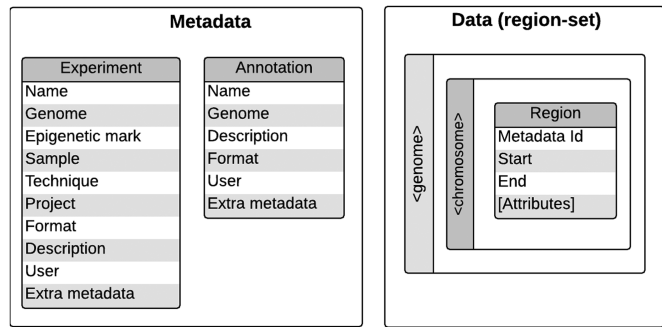 Metadata
Experiment
Name
Genome
Epigenetic mark
Sample
Technique
Project
Format
Description
User
Extra metadata
Annotation
Name
Genome
Description
Format
User
Extra metadata
Data (region-set)
<genome>
<chromosome>
Region
Metadata Id
Start
End
[Attributes]